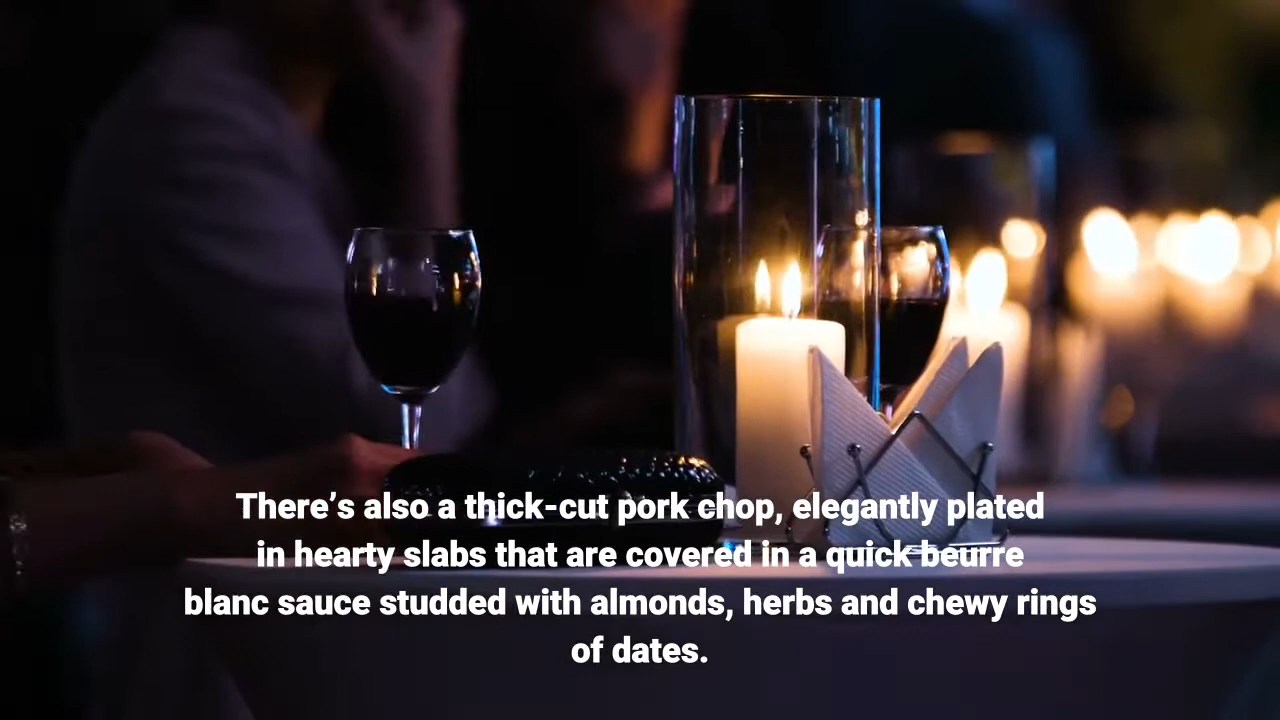 There’s also a thick-cut pork chop, elegantly plated
in hearty slabs that are covered in a quick beurre
blanc sauce studded with almonds, herbs and chewy rings
of dates.